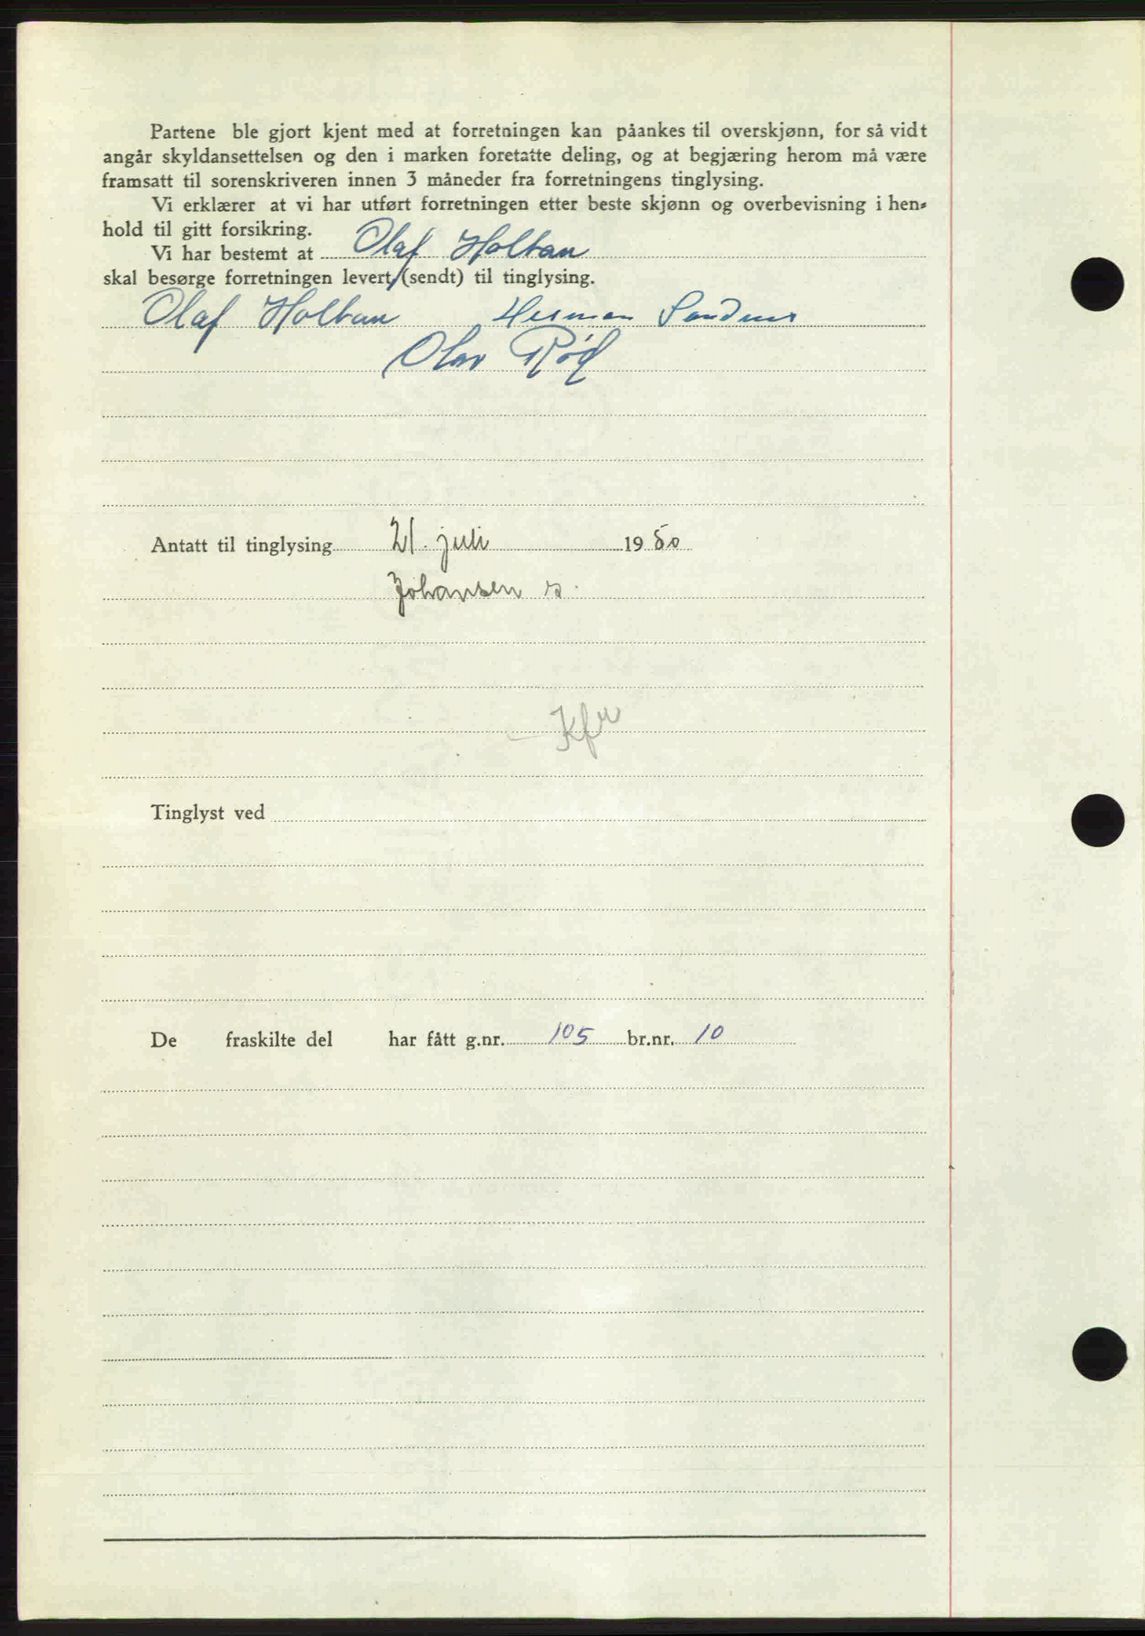 Partene ble gjort kjent med at forretningen kan påankes til overskjønn, for så vidt
angår skyldansettelsen og den i marken foretatte deling, og at begjæring herom må være
framsatt til sorenskriveren innen 3 måneder fra forretningens tinglysing.
Vi erklærer at vi har utført forretningen etter beste skjønn og overbevisning i hen-
hold til gitt forsikring.
Vi har bestemt at Olaf Holtan
skal besørge forretningen levert/(sendt) til tinglysing.
Olaf Holtan Herman
Olav Rød
Antatt til tinglysing 21. juli 1950
Johansen
Kfr
Tinglyst ved
De fraskilte del har fått g.nr. 105 br.nr. 10